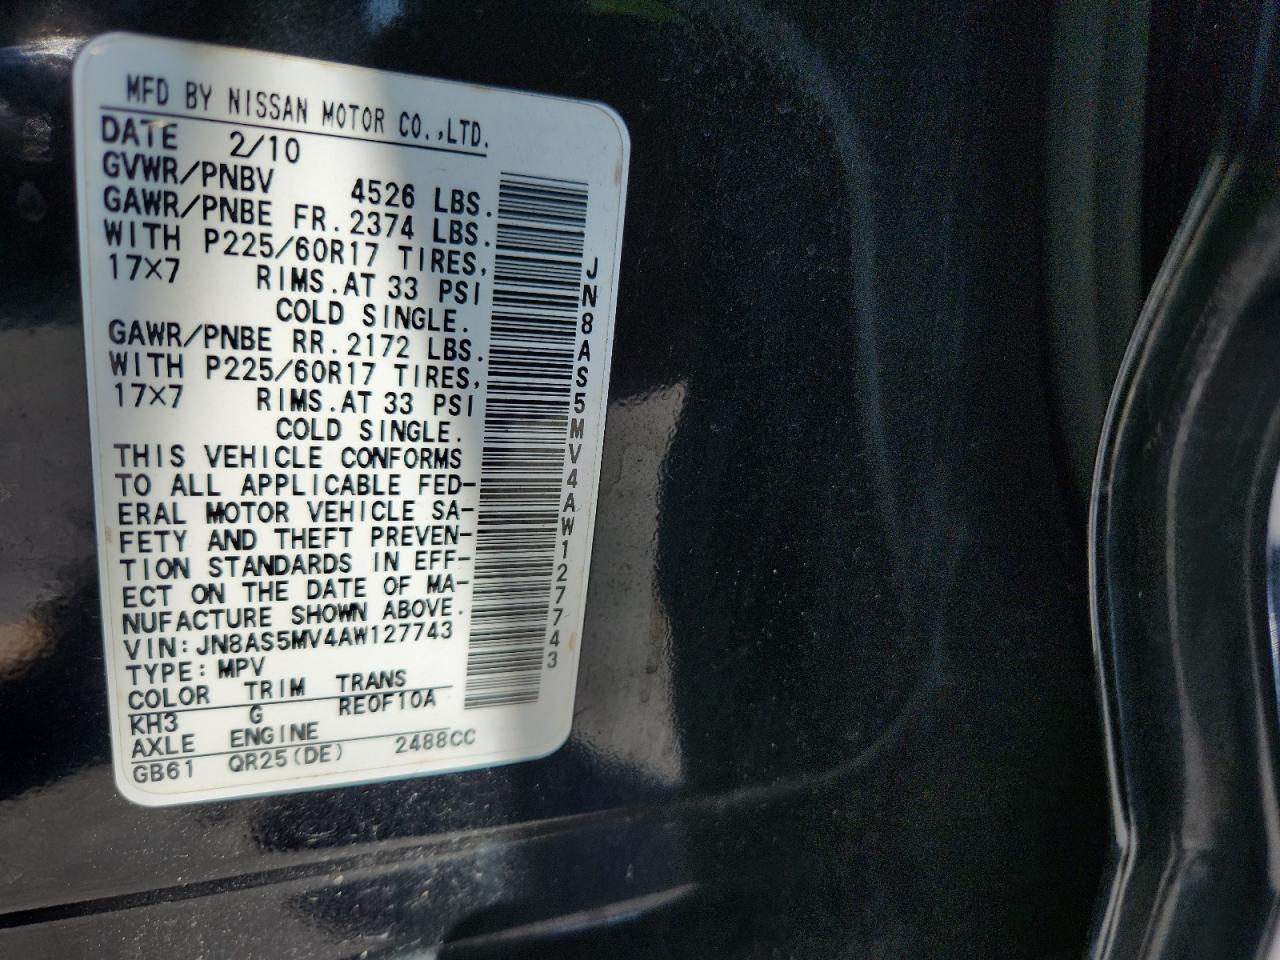 MFD BY NISSAN MOTOR CO.,LTD.
DATE 2/10
GVWR/PNBV 4526 LBS.
GAWR/PNBE FR. 2374 LBS.
WITH P225/60R17 TIRES,
17×7 RIMS.AT 33 PSI
COLD SINGLE.
GAWR/PNBE RR. 2172 LBS.
WITH P225/60R17 TIRES,
17×7 RIMS.AT 33 PSI
COLD SINGLE.
THIS VEHICLE CONFORMS
TO ALL APPLICABLE FED-
ERAL MOTOR VEHICLE SA-
FETY AND THEFT PREVEN-
TION STANDARDS IN EFF-
ECT ON THE DATE OF MA-
NUFACTURE SHOWN ABOVE.
VIN: JN8AS5MV4AW127743
TYPE: MPV
COLOR TRIM TRANS
KH3 G RE0F10A
AXLE ENGINE
GB61 QR25(DE) 2488CC
JN8AS5MV4AW127743